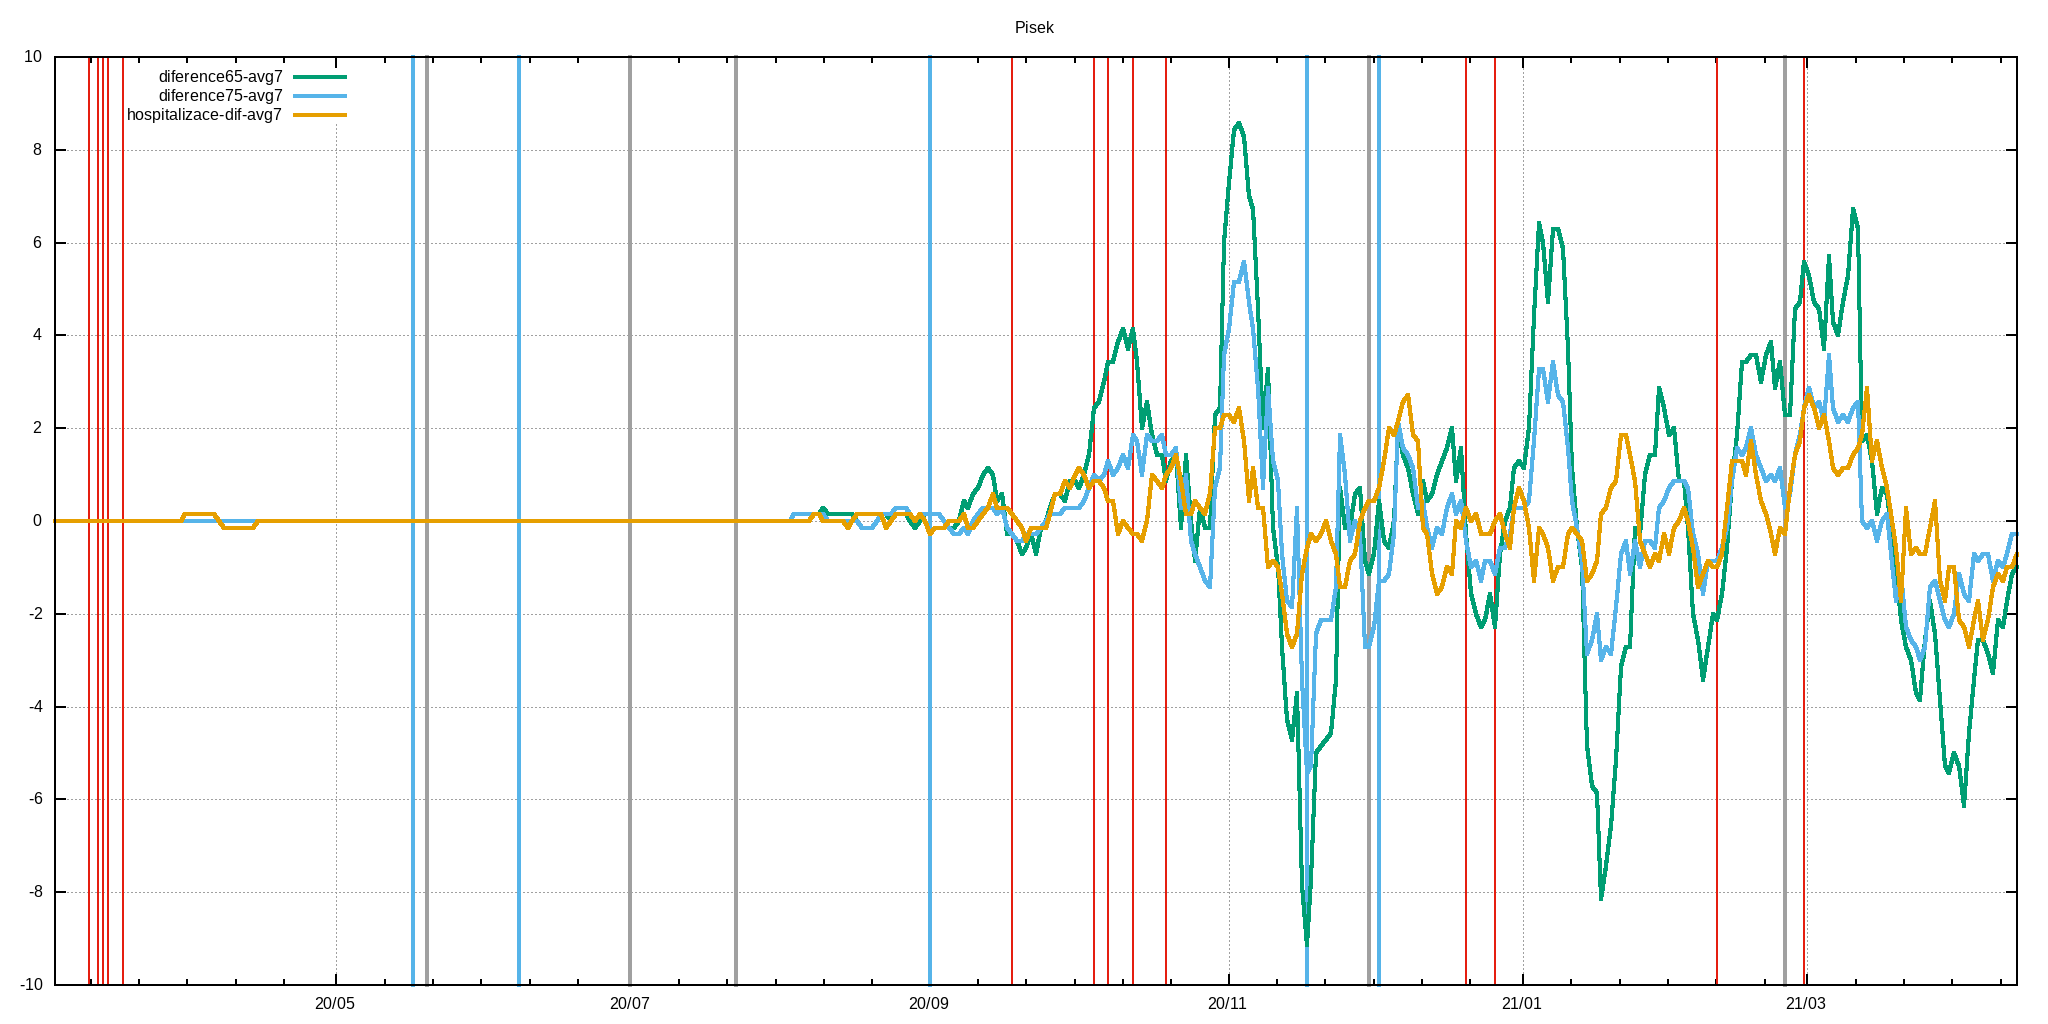 Pisek
diference65-avg7
diference75-avg7
hospitalizace-dif-avg7
10
8
6
4
2
0
-2
-4
-6
-8
-10
20/05 20/07 20/09 20/11 21/01 21/03